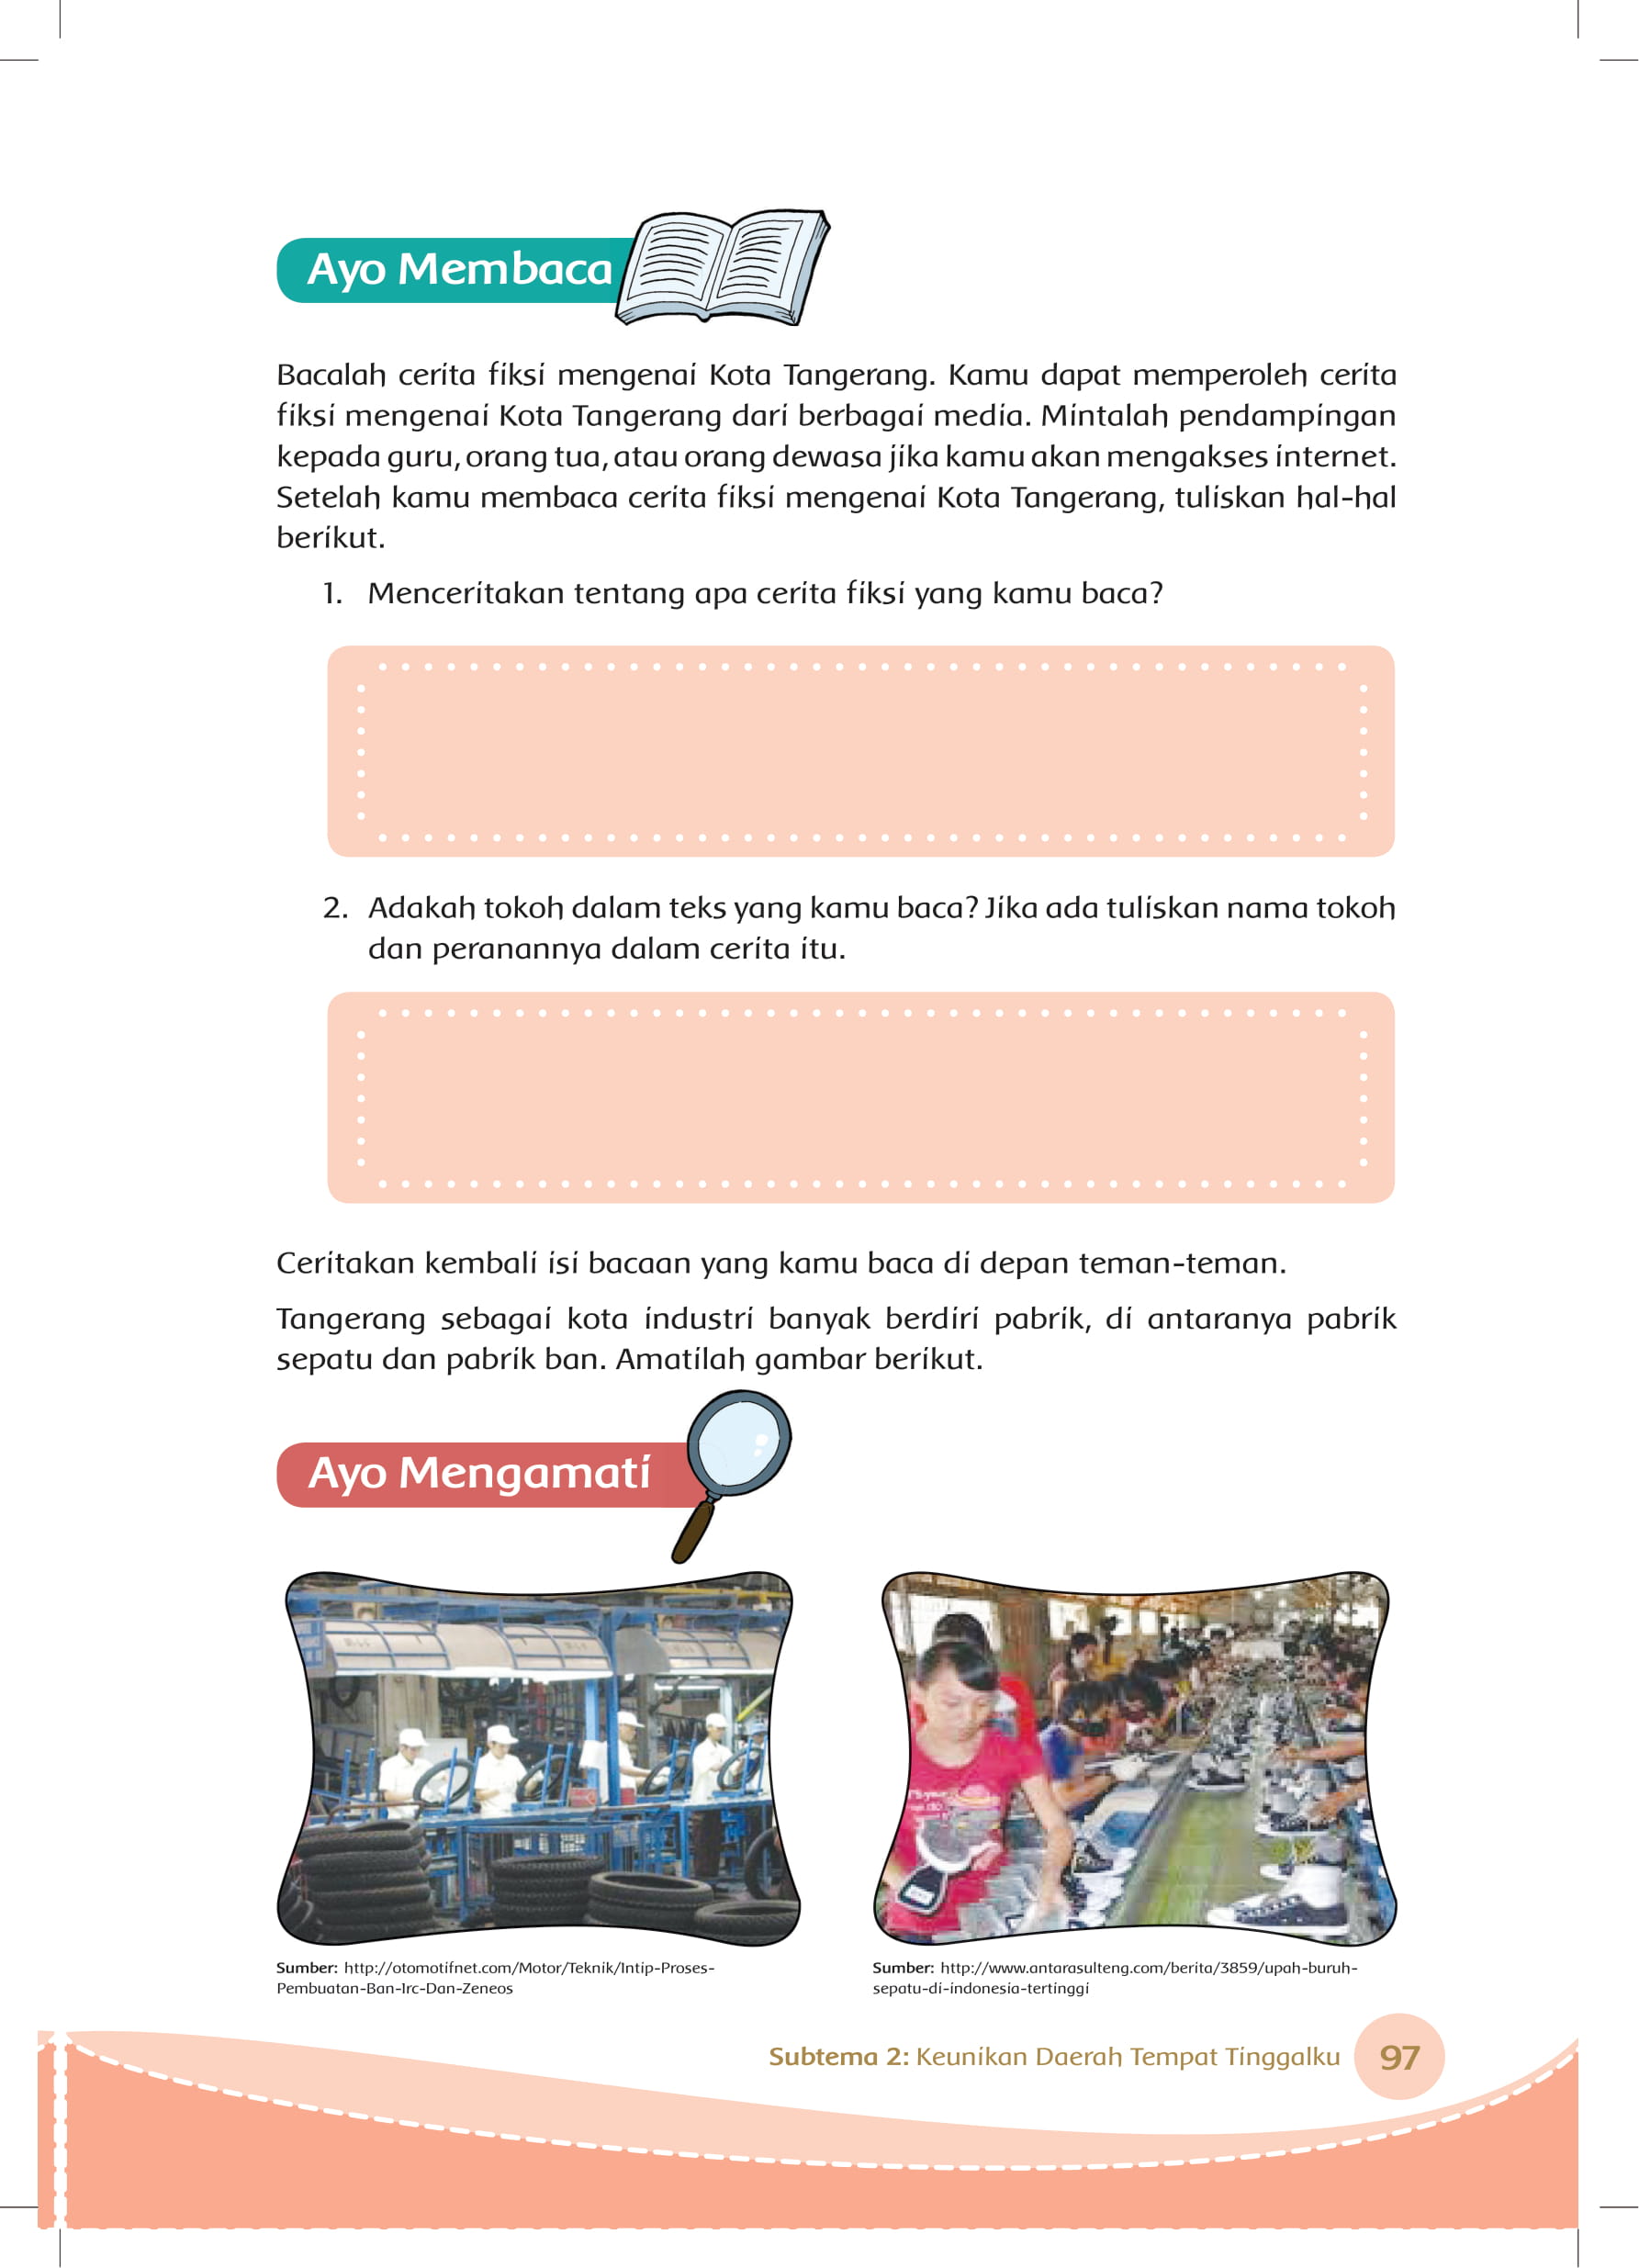 Ayo Membaca
Bacalah cerita fiksi mengenai Kota Tangerang. Kamu dapat memperoleh cerita
fiksi mengenai Kota Tangerang dari berbagai media. Mintalah pendampingan
kepada guru, orang tua, atau orang dewasa jika kamu akan mengakses internet.
Setelah kamu membaca cerita fiksi mengenai Kota Tangerang, tuliskan hal-hal
berikut.
1. Menceritakan tentang apa cerita fiksi yang kamu baca?
2. Adakah tokoh dalam teks yang kamu baca? Jika ada tuliskan nama tokoh
dan peranannya dalam cerita itu.
Ceritakan kembali isi bacaan yang kamu baca di depan teman-teman.
Tangerang sebagai kota industri banyak berdiri pabrik, di antaranya pabrik
sepatu dan pabrik ban. Amatilah gambar berikut.
Ayo Mengamati
Sumber: http://otomotifnet.com/Motor/Teknik/Intip-Proses-
Pembuatan-Ban-Irc-Dan-Zeneos
Sumber: http://www.antarasulteng.com/berita/3859/upah-buruh-
sepatu-di-indonesia-tertinggi
Subtema 2: Keunikan Daerah Tempat Tinggalku 97